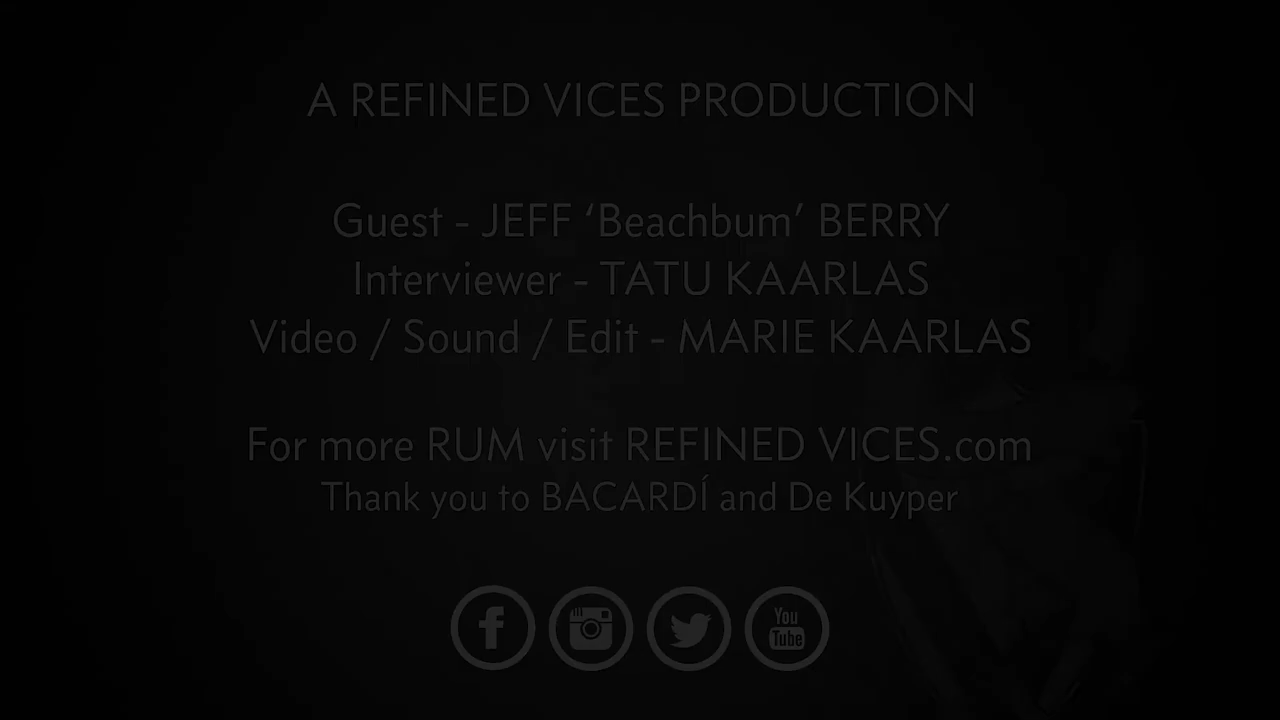 A REFINED VICES PRODUCTION
Guest - JEFF ‘Beachbum’ BERRY
Interviewer - TATU KAARLAS
Video / Sound / Edit - MARIE KAARLAS
For more RUM visit REFINED VICES.com
Thank you to BACARDÍ and De Kuyper
You
Tube